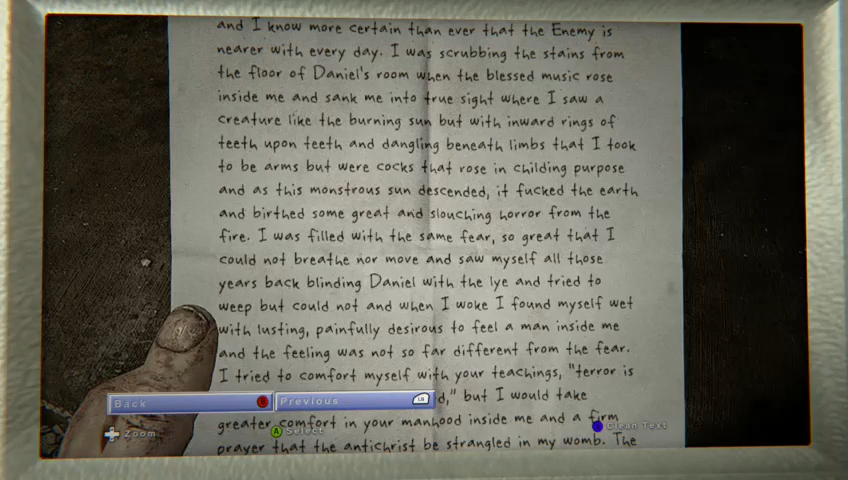 and I know more certain than ever that the Enemy is
nearer with every day. I was scrubbing the stains from
the floor of Daniel's room when the blessed music rose
inside me and sank me into true sight where I saw a
creature like the burning sun but with inward rings of
teeth upon teeth and dangling beneath limbs that I took
to be arms but were cocks that rose in childing purpose
and as this monstrous sun descended, it fucked the earth
and birthed some great and slouching horror from the
fire. I was filled with the same fear, so great that I
could not breathe nor move and saw myself all those
years back blinding Daniel with the lye and tried to
weep but could not and when I woke I found myself wet
with lusting, painfully desirous to feel a man inside me
and the feeling was not so far different from the fear.
I tried to comfort myself with your teachings, "terror is
d," but I would take
greater comfort in your manhood inside me and a firm
prayer that the antichrist be strangled in my womb. The
Back B Previous LB
Zoom A Select Clean Text